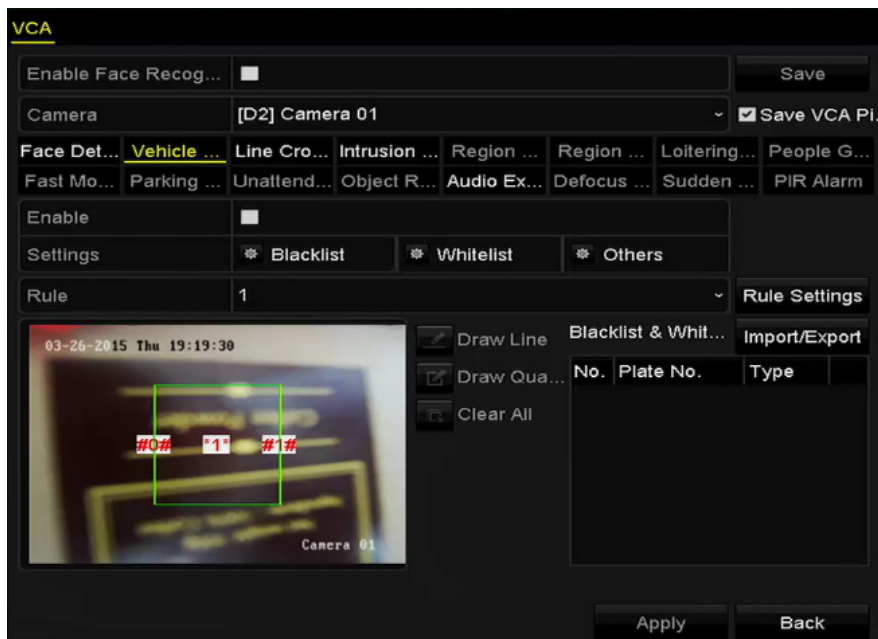 VCA
Enable Face Recog...
Save
Camera [D2] Camera 01
Save VCA Pi.
Face Det... Vehicle ... Line Cro... Intrusion ... Region ... Region ... Loitering... People G...
Fast Mo... Parking ... Unattend... Object R... Audio Ex... Defocus ... Sudden ... PIR Alarm
Enable
Settings Blacklist Whitelist Others
Rule 1 Rule Settings
03-26-2015 Thu 19:19:30
Draw Line Blacklist & Whit... Import/Export
Draw Qua... No. Plate No. Type
Clear All
#0# *1* #1#
Camera 01
Apply Back